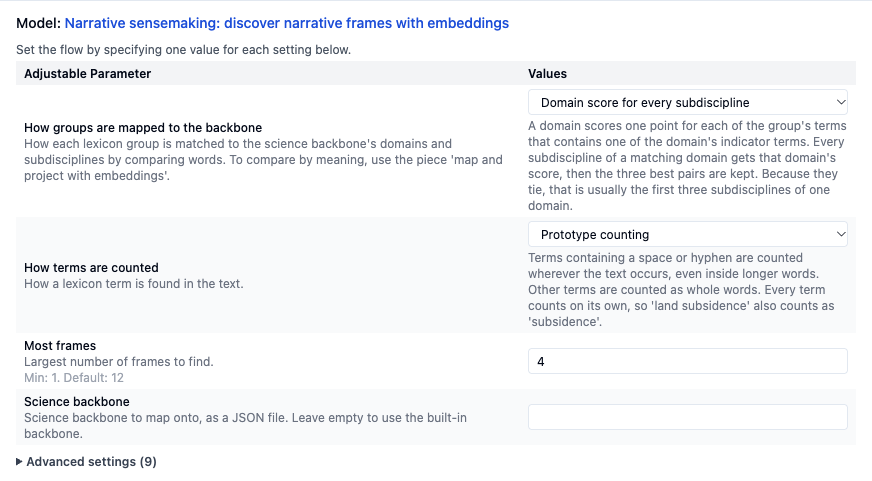 Model: Narrative sensemaking: discover narrative frames with embeddings
Set the flow by specifying one value for each setting below.
Adjustable Parameter
Values
How groups are mapped to the backbone
How each lexicon group is matched to the science backbone's domains and
subdisciplines by comparing words. To compare by meaning, use the piece 'map and
project with embeddings'.
Domain score for every subdiscipline
A domain scores one point for each of the group's terms
that contains one of the domain's indicator terms. Every
subdiscipline of a matching domain gets that domain's
score, then the three best pairs are kept. Because they
tie, that is usually the first three subdisciplines of one
domain.
How terms are counted
How a lexicon term is found in the text.
Prototype counting
Terms containing a space or hyphen are counted
wherever the text occurs, even inside longer words.
Other terms are counted as whole words. Every term
counts on its own, so 'land subsidence' also counts as
'subsidence'.
Most frames
Largest number of frames to find.
Min: 1. Default: 12
4
Science backbone
Science backbone to map onto, as a JSON file. Leave empty to use the built-in
backbone.
Advanced settings (9)